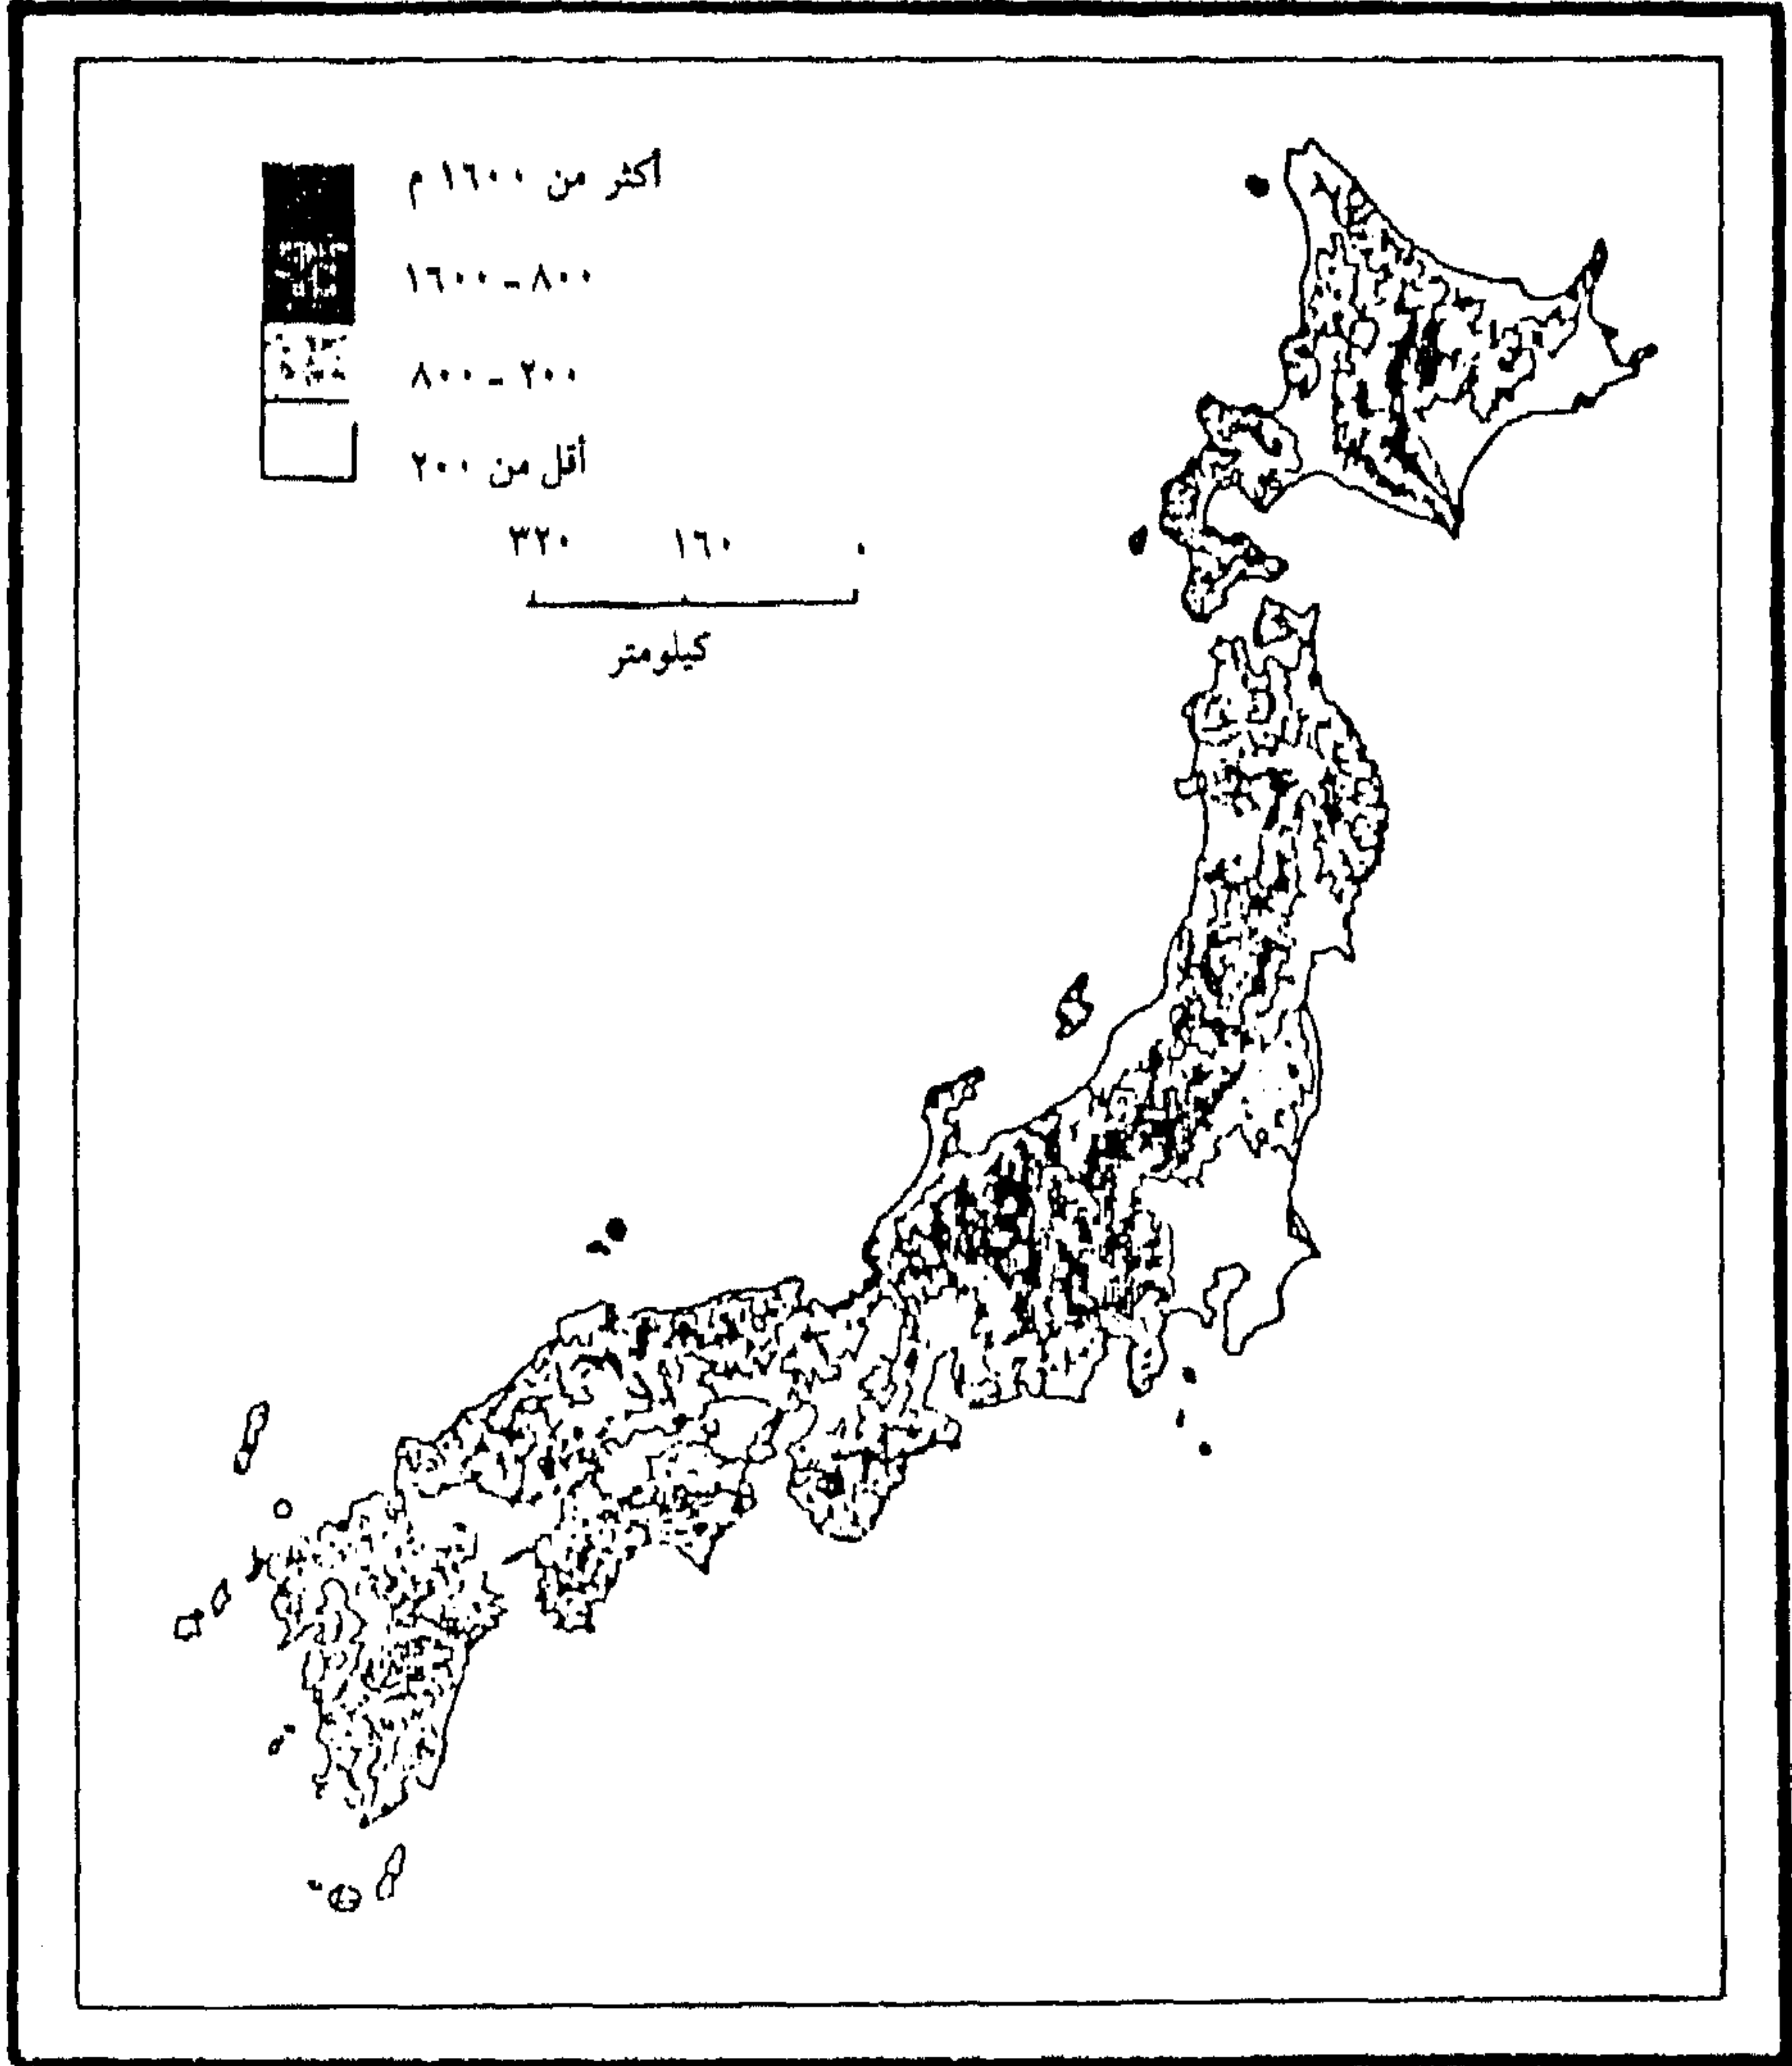 أكثر من ١٦٠٠ م
٨٠٠ - ١٦٠٠
٢٠٠ - ٨٠٠
أقل من ٢٠٠
٠ ١٦٠ ٣٢٠
كيلومتر